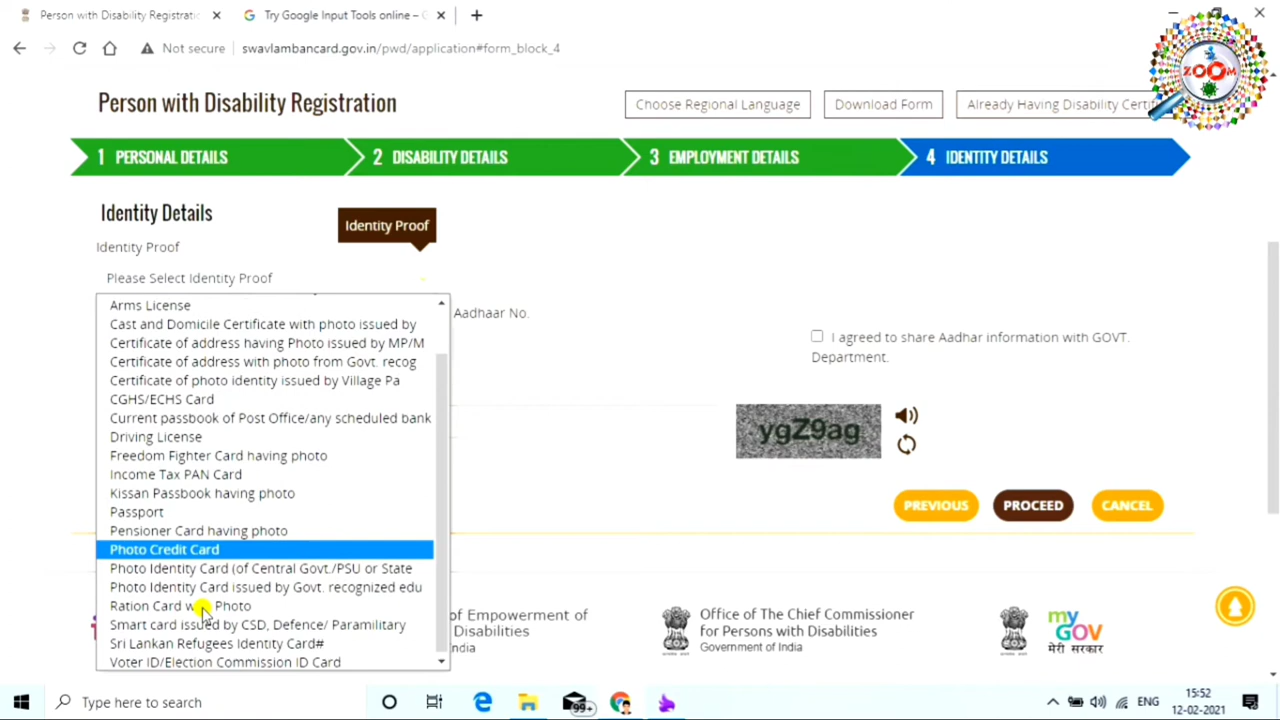 Person with Disability Registratic
Try Google Input Tools online – G
Not secure
swavlambancard.gov.in/pwd/application#form_block_4
ZOOM
Person with Disability Registration
Choose Regional Language
Download Form
Already Having Disability Certif
1 PERSONAL DETAILS
2 DISABILITY DETAILS
3 EMPLOYMENT DETAILS
4 IDENTITY DETAILS
Identity Details
Identity Proof
Identity Proof
Please Select Identity Proof
Arms License
Aadhaar No.
Cast and Domicile Certificate with photo issued by
I agreed to share Aadhar information with GOVT.
Department.
Certificate of address having Photo issued by MP/M
Certificate of address with photo from Govt. recog
Certificate of photo identity issued by Village Pa
CGHS/ECHS Card
Current passbook of Post Office/any scheduled bank
ygZ9ag
Driving License
Freedom Fighter Card having photo
Income Tax PAN Card
Kissan Passbook having photo
Passport
PREVIOUS
PROCEED
CANCEL
Pensioner Card having photo
Photo Credit Card
Photo Identity Card (of Central Govt./PSU or State
Photo Identity Card issued by Govt. recognized edu
Ration Card Photo
Smart card issued by CSD, Defence/ Paramilitary
Sri Lankan Refugees Identity Card#
Voter ID/Election Commission ID Card
of Empowerment of
Disabilities
ndia
Office of The Chief Commissioner
for Persons with Disabilities
Government of India
my
GOV
मेरी सरकार
Type here to search
99+
ENG
15:52
12-02-2021